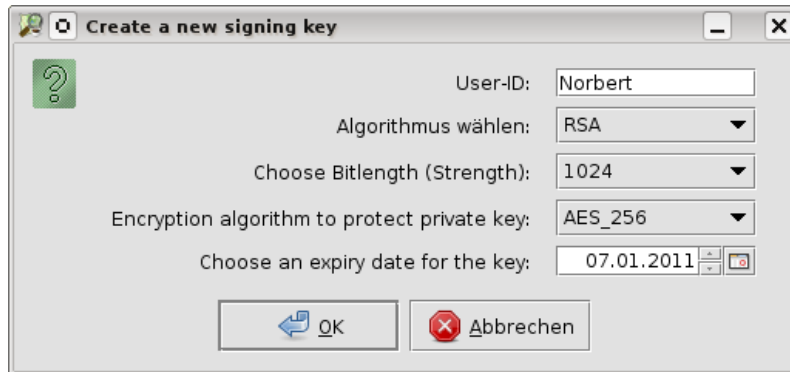 Create a new signing key
User-ID: Norbert
Algorithmus wählen: RSA
Choose Bitlength (Strength): 1024
Encryption algorithm to protect private key: AES_256
Choose an expiry date for the key: 07.01.2011
OK Abbrechen